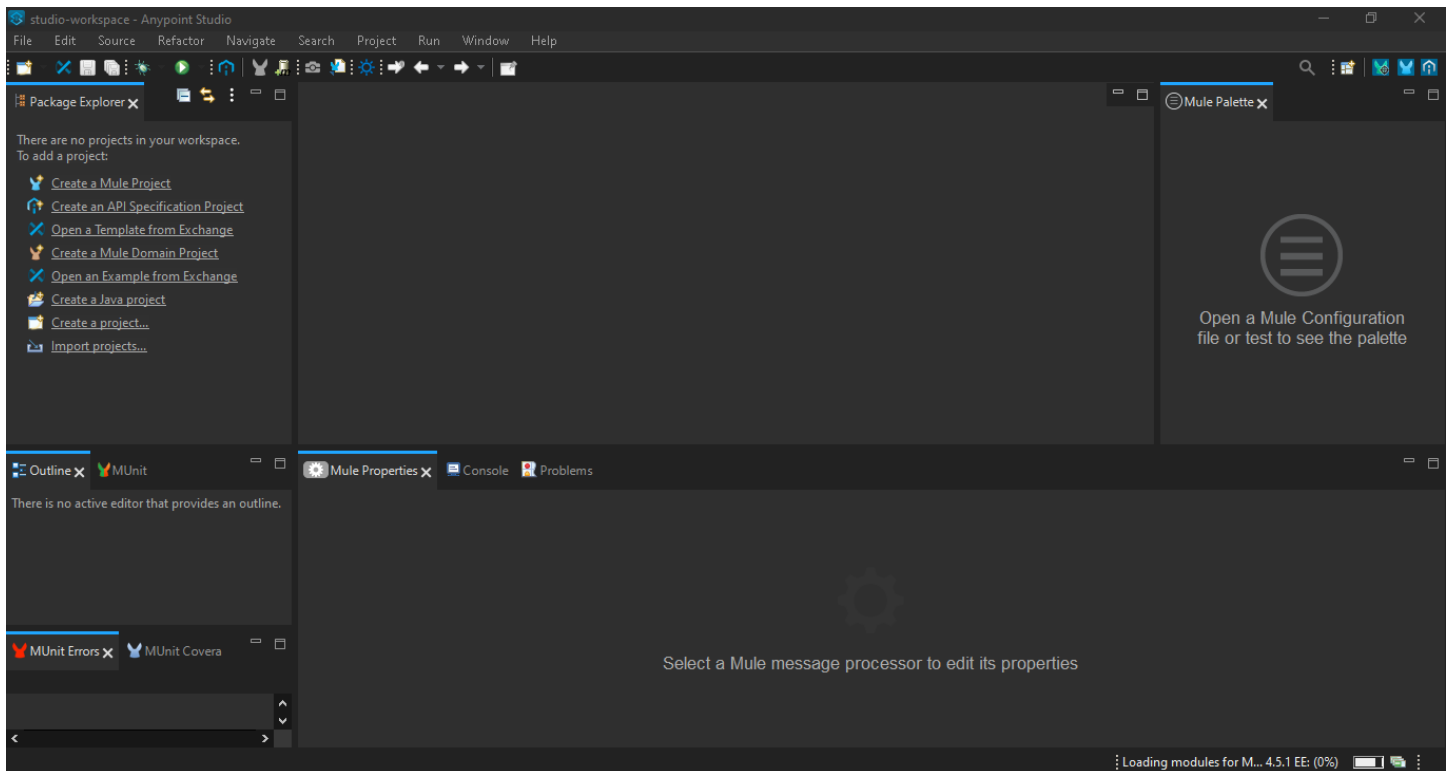 studio-workspace - Anypoint Studio
File Edit Source Refactor Navigate Search Project Run Window Help
Package Explorer
There are no projects in your workspace.
To add a project:
Create a Mule Project
Create an API Specification Project
Open a Template from Exchange
Create a Mule Domain Project
Open an Example from Exchange
Create a Java project
Create a project...
Import projects...
Mule Palette
Open a Mule Configuration
file or test to see the palette
Outline MUnit
There is no active editor that provides an outline.
MUnit Errors MUnit Covera
Mule Properties Console Problems
Select a Mule message processor to edit its properties
Loading modules for M... 4.5.1 EE: (0%)